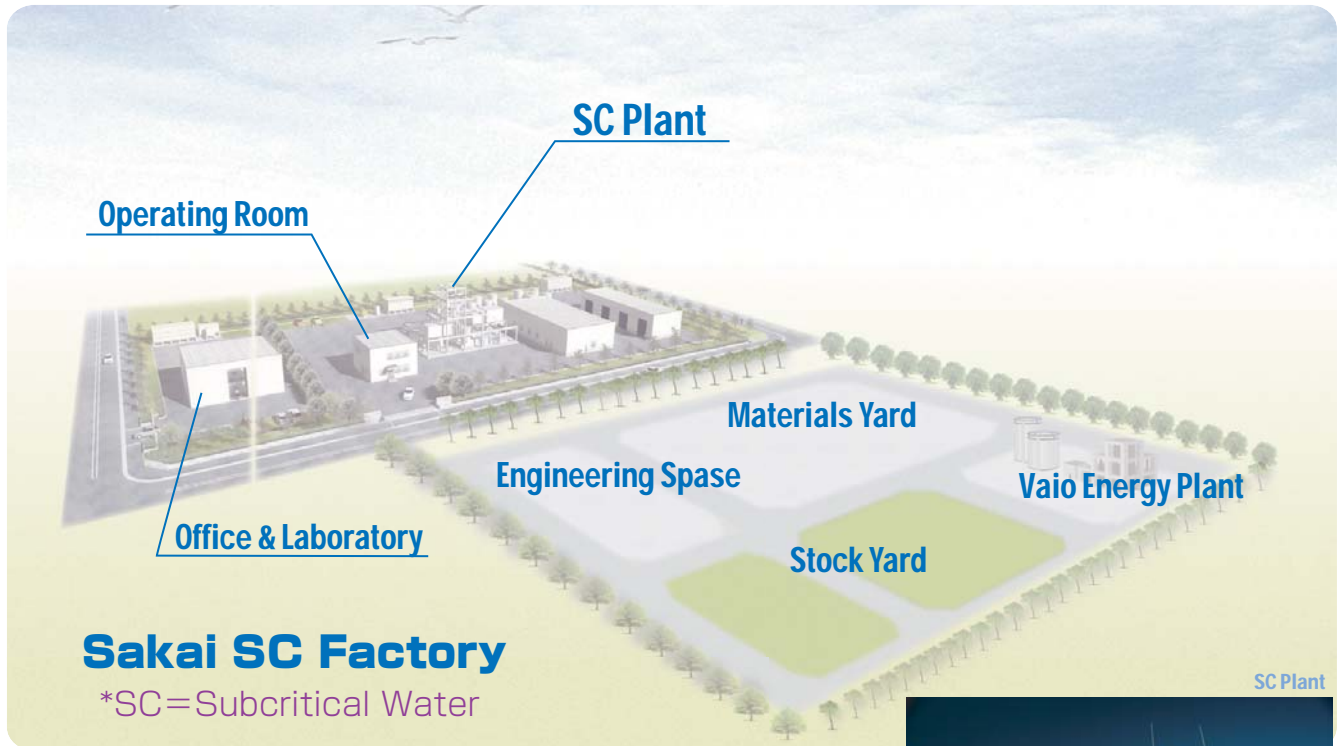 SC Plant
Operating Room
Materials Yard
Engineering Spase
Vaio Energy Plant
Office & Laboratory
Stock Yard
Sakai SC Factory
*SC＝Subcritical Water
SC Plant